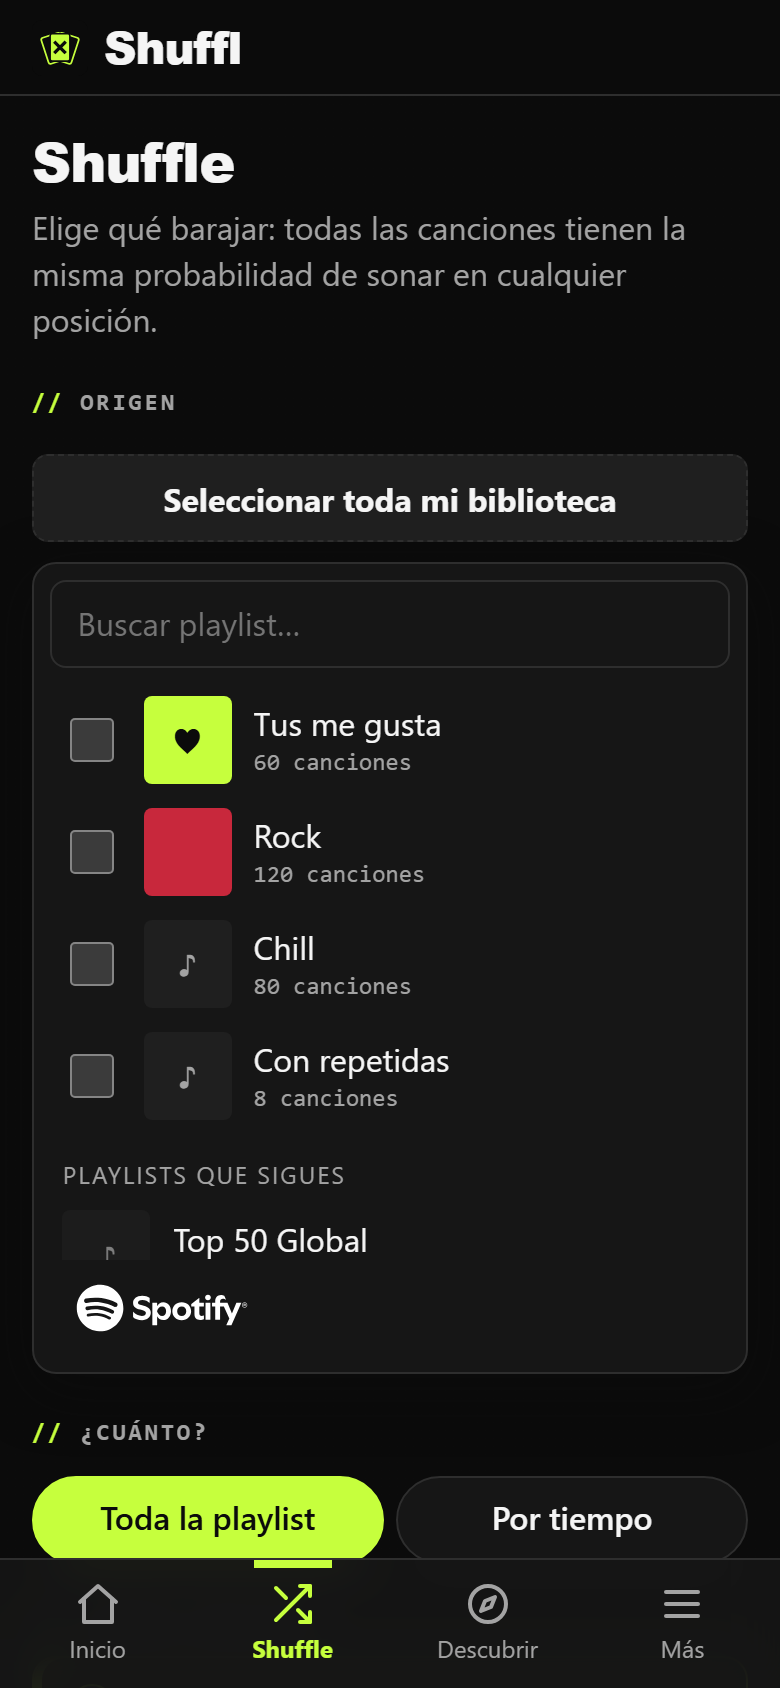 Shuffl
Shuffle
Elige qué barajar: todas las canciones tienen la
misma probabilidad de sonar en cualquier
posición.
// ORIGEN
Seleccionar toda mi biblioteca
Buscar playlist...
Tus me gusta
60 canciones
Rock
120 canciones
Chill
80 canciones
Con repetidas
8 canciones
PLAYLISTS QUE SIGUES
Top 50 Global
Spotify®
// ¿CUÁNTO?
Toda la playlist
Por tiempo
Inicio
Shuffle
Descubrir
Más